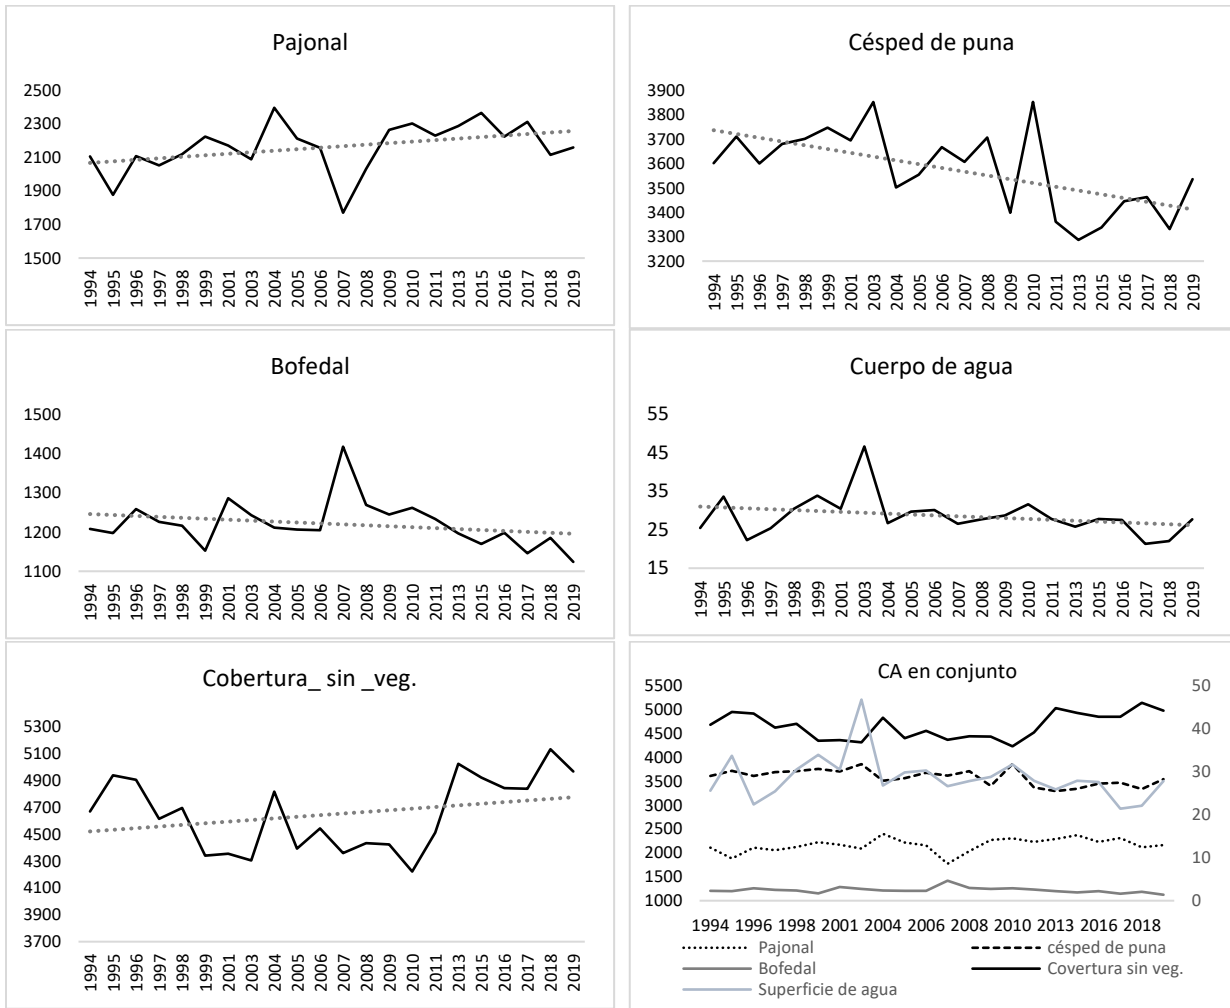 Pajonal
2500
2300
2100
1900
1700
1500
1994 1995 1996 1997 1998 1999 2001 2003 2004 2005 2006 2007 2008 2009 2010 2011 2013 2015 2016 2017 2018 2019
Césped de puna
3900
3800
3700
3600
3500
3400
3300
3200
1994 1995 1996 1997 1998 1999 2001 2003 2004 2005 2006 2007 2008 2009 2010 2011 2013 2015 2016 2017 2018 2019
Bofedal
1500
1400
1300
1200
1100
1994 1995 1996 1997 1998 1999 2001 2003 2004 2005 2006 2007 2008 2009 2010 2011 2013 2015 2016 2017 2018 2019
Cuerpo de agua
55
45
35
25
15
1994 1995 1996 1997 1998 1999 2001 2003 2004 2005 2006 2007 2008 2009 2010 2011 2013 2015 2016 2017 2018 2019
Cobertura_ sin _veg.
5300
5100
4900
4700
4500
4300
4100
3900
3700
1994 1995 1996 1997 1998 1999 2001 2003 2004 2005 2006 2007 2008 2009 2010 2011 2013 2015 2016 2017 2018 2019
CA en conjunto
5500
5000
4500
4000
3500
3000
2500
2000
1500
1000
50
40
30
20
10
0
1994 1996 1998 2001 2004 2006 2008 2010 2013 2016 2018
Pajonal
césped de puna
Bofedal
Covertura sin veg.
Superficie de agua